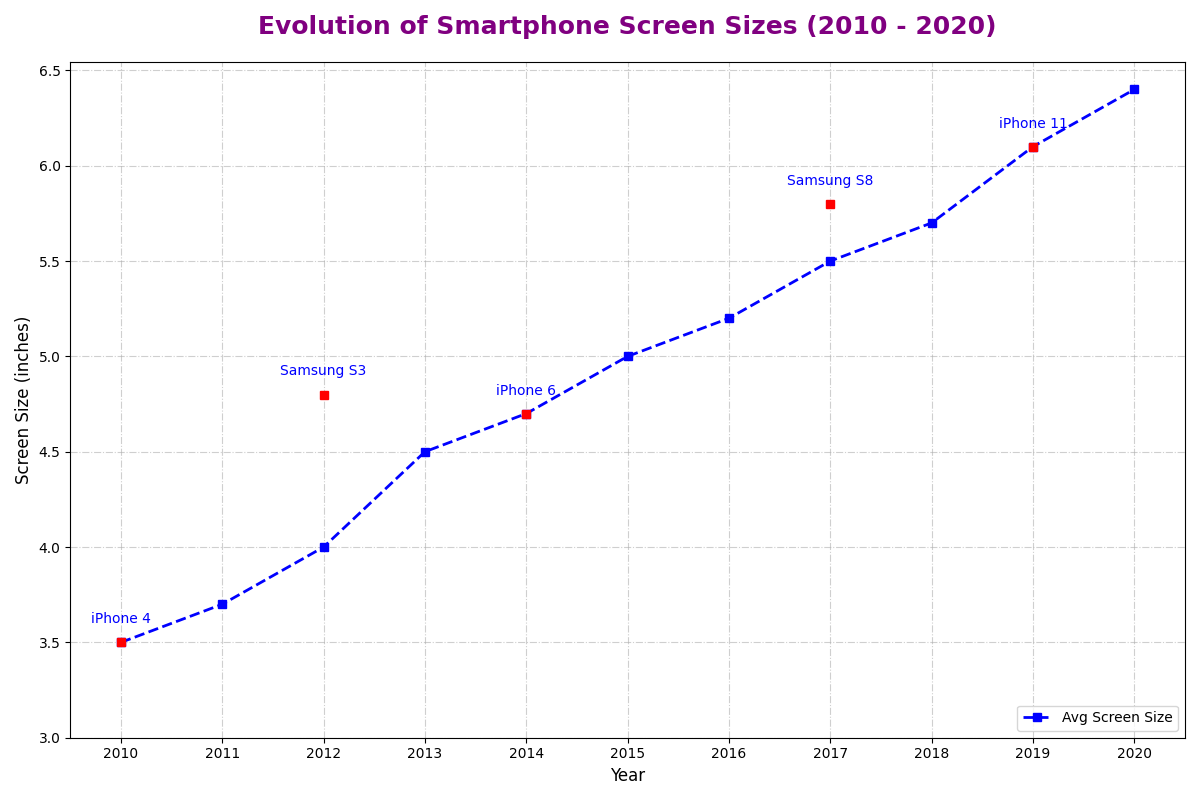 Evolution of Smartphone Screen Sizes (2010 - 2020)
6.5
6.0
5.5
5.0
4.5
4.0
3.5
3.0
Screen Size (inches)
iPhone 11
Samsung S8
Samsung S3
iPhone 6
iPhone 4
Avg Screen Size
2010 2011 2012 2013 2014 2015 2016 2017 2018 2019 2020
Year